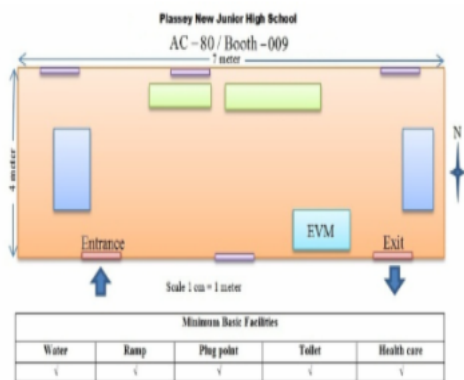 Plassey New Junior High School
AC – 80 / Booth -009
7 meter
4 meter
N
EVM
Entrance
Exit
Scale 1 cm = 1 meter
Minimum Basic Facilities
Water Ramp Plug point Toilet Health care
√ √ √ √ √